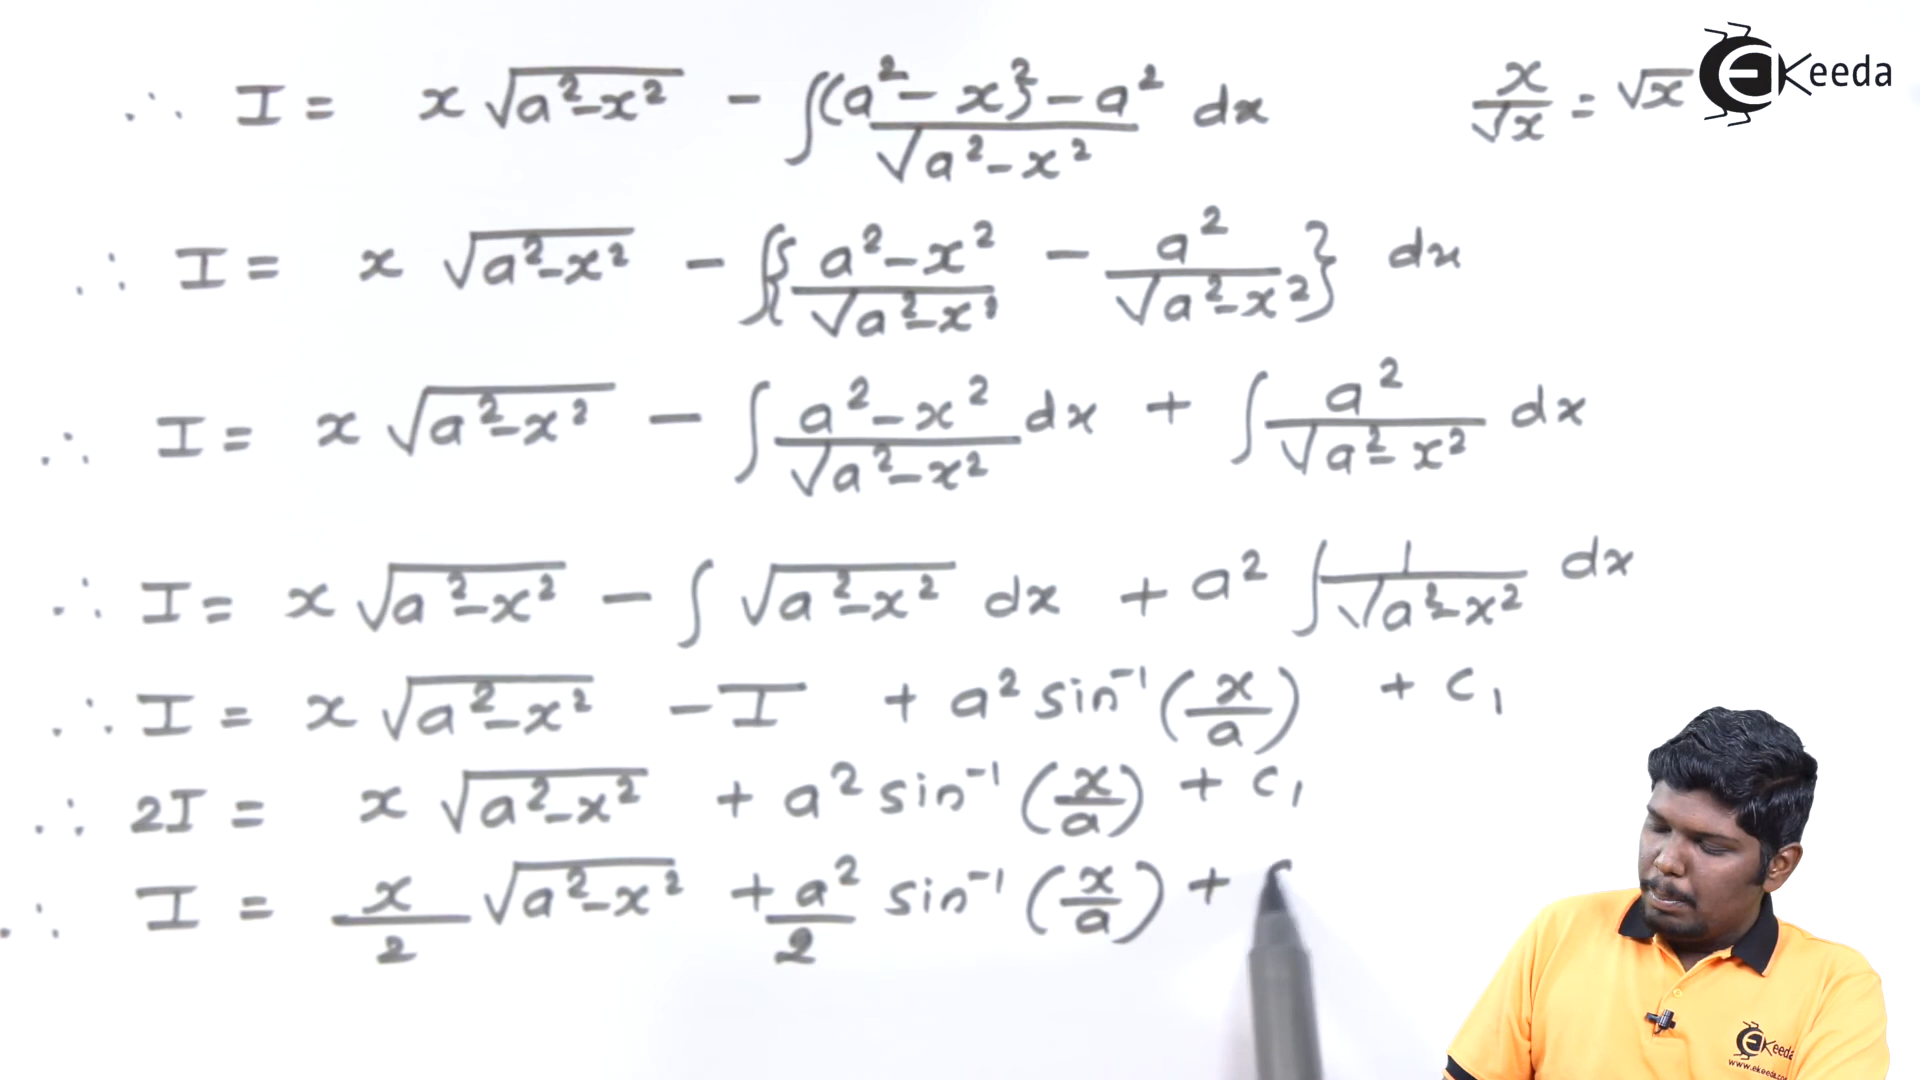 ∴ I = x √(a²-x²) - ∫ ((a²-x²)-a²)/√(a²-x²) dx
x/√x = √x
eKeeda
∴ I = x √(a²-x²) - ∫{ (a²-x²)/√(a²-x²) - a²/√(a²-x²) } dx
∴ I = x √(a²-x²) - ∫ (a²-x²)/√(a²-x²) dx + ∫ a²/√(a²-x²) dx
∴ I = x √(a²-x²) - ∫ √(a²-x²) dx + a² ∫ 1/√(a²-x²) dx
∴ I = x √(a²-x²) - I + a² sin⁻¹ (x/a) + c₁
∴ 2I = x √(a²-x²) + a² sin⁻¹ (x/a) + c₁
∴ I = x/2 √(a²-x²) + a²/2 sin⁻¹ (x/a) +
eKeeda